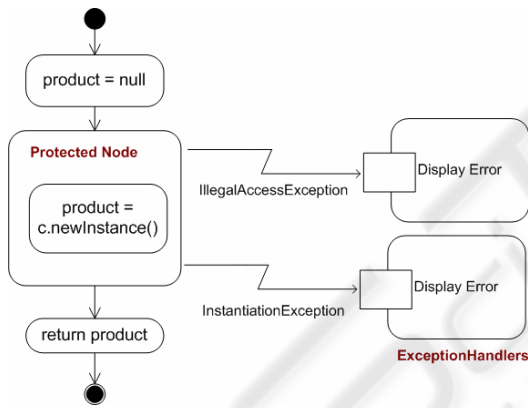 product = null
Protected Node
product =
c.newInstance()
IllegalAccessException
Display Error
InstantiationException
Display Error
return product
ExceptionHandlers